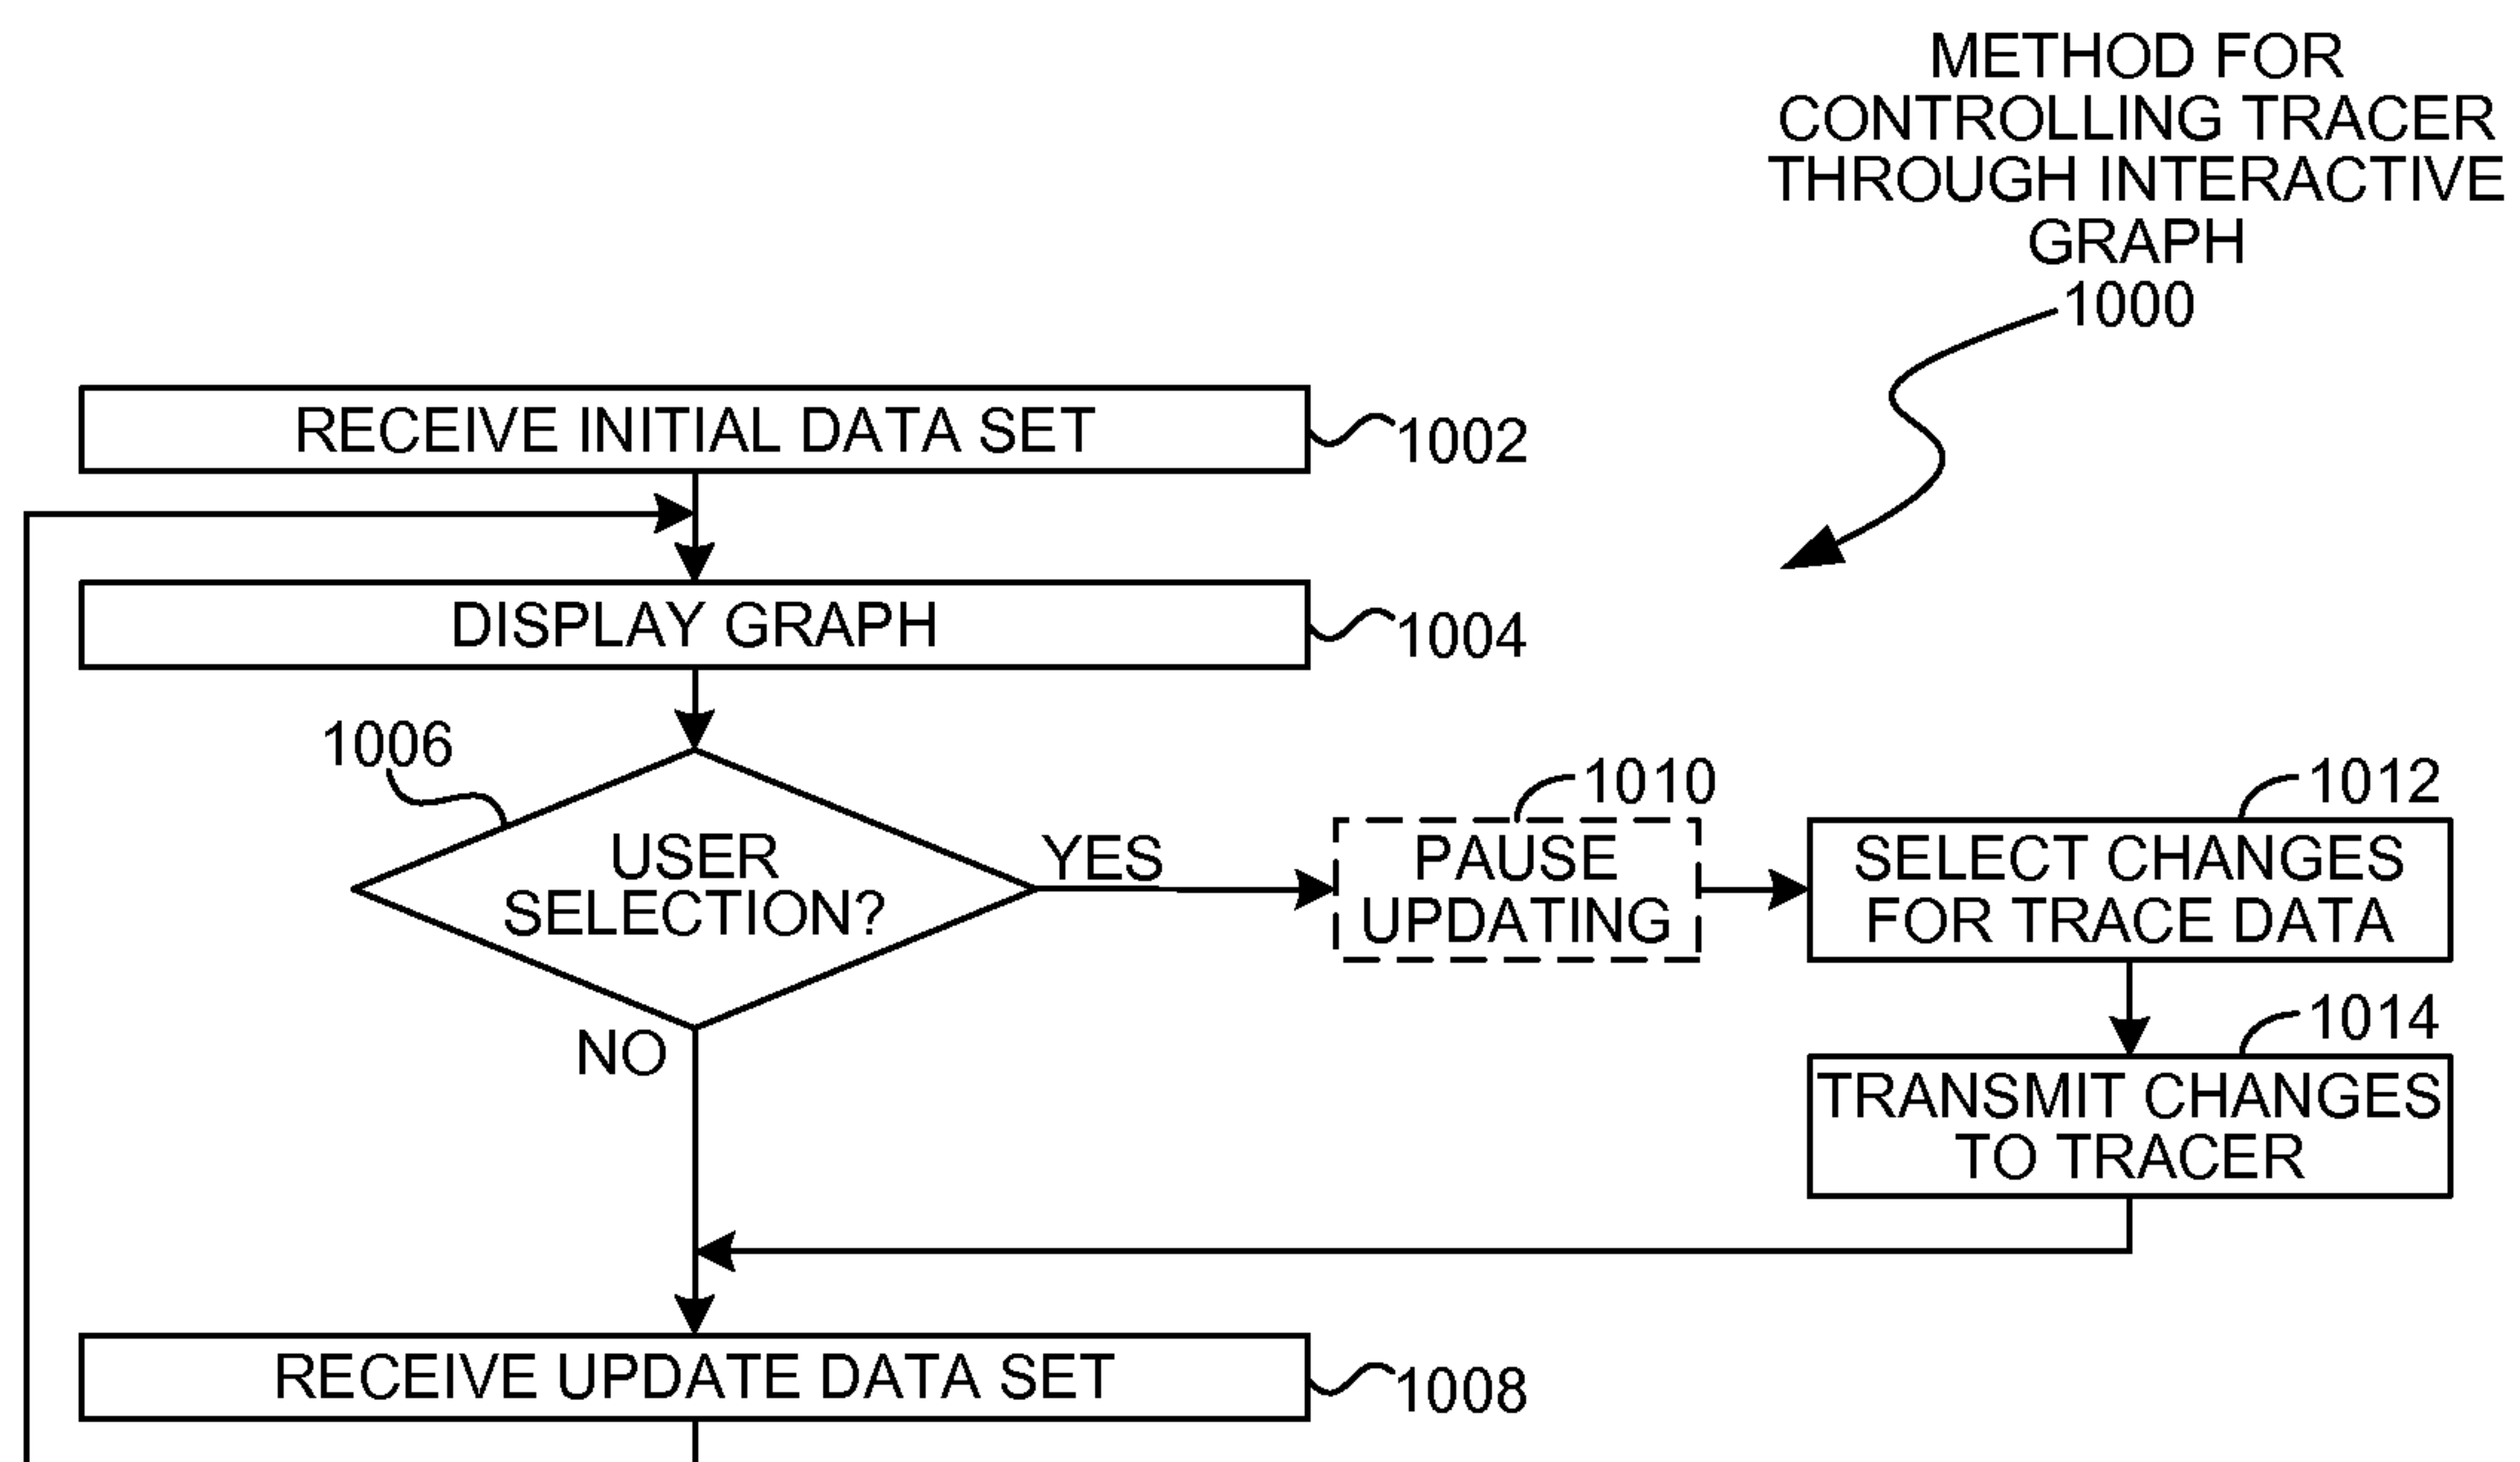 METHOD FOR
CONTROLLING TRACER
THROUGH INTERACTIVE
GRAPH
1000
RECEIVE INITIAL DATA SET
1002
DISPLAY GRAPH
1004
1006
USER
SELECTION?
YES
NO
1010
PAUSE
UPDATING
1012
SELECT CHANGES
FOR TRACE DATA
1014
TRANSMIT CHANGES
TO TRACER
RECEIVE UPDATE DATA SET
1008